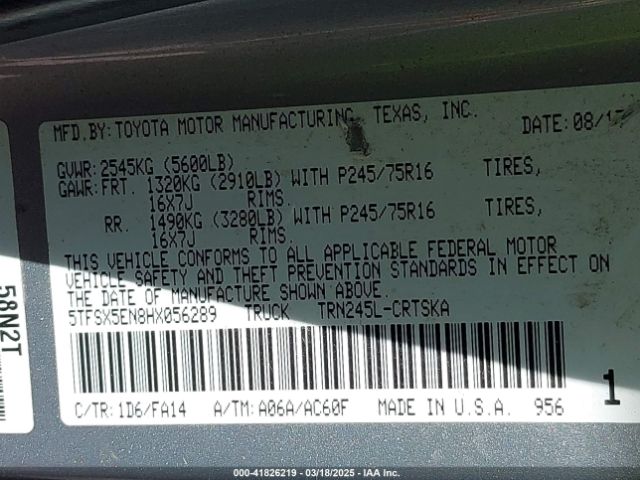 MFD.BY:TOYOTA MOTOR MANUFACTURING, TEXAS, INC.
DATE:08/17
GVWR:2545KG (5600LB)
GAWR:FRT. 1320KG (2910LB) WITH P245/75R16 TIRES,
16X7J RIMS.
RR. 1490KG (3280LB) WITH P245/75R16 TIRES,
16X7J RIMS.
THIS VEHICLE CONFORMS TO ALL APPLICABLE FEDERAL MOTOR
VEHICLE SAFETY AND THEFT PREVENTION STANDARDS IN EFFECT ON
THE DATE OF MANUFACTURE SHOWN ABOVE.
5TFSX5EN8HX056289 TRUCK TRN245L-CRTSKA
C/TR:1D6/FA14 A/TM:A06A/AC60F MADE IN U.S.A. 956
1
58N2T
000-41826219 | 03/18/2025 — IAA Inc.